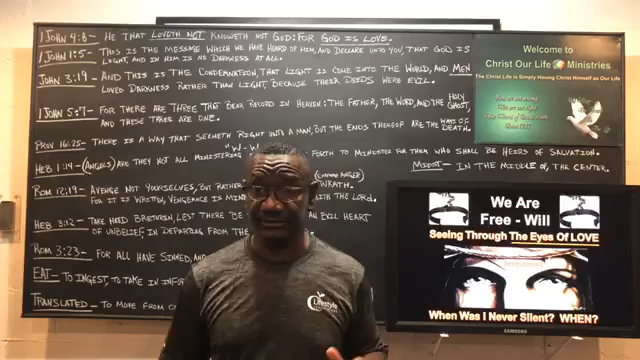 1 JOHN 4:8 - HE THAT LOVETH NOT KNOWETH NOT GOD: FOR GOD IS LOVE.
1 JOHN 1:5 - THIS IS THE MESSAGE WHICH WE HAVE HEARD OF HIM, AND DECLARE UNTO YOU, THAT GOD IS
LIGHT, AND IN HIM IS NO DARKNESS AT ALL.
JOHN 3:19 - AND THIS IS THE CONDEMNATION, THAT LIGHT IS COME INTO THE WORLD, AND MEN
LOVED DARKNESS RATHER THAN LIGHT, BECAUSE THEIR DEEDS WERE EVIL.
1 JOHN 5:7 - FOR THERE ARE THREE THAT BEAR RECORD IN HEAVEN: THE FATHER, THE WORD, AND THE HOLY GHOST,
AND THESE THREE ARE ONE.
PROV 16:25 - THERE IS A WAY THAT SEEMETH RIGHT UNTO A MAN, BUT THE ENDS THEREOF ARE THE WAYS OF DEATH.
HEB 1:14 - (ANGELS) ARE THEY NOT ALL MINISTERING FORTH TO MINISTER FOR THEM WHO SHALL BE HEIRS OF SALVATION.
ROM 12:19 - AVENGE NOT YOURSELVES, BUT RATHER WRATH.
FOR IT IS WRITTEN, VENGEANCE IS MINE THE LORD.
HEB 3:12 - TAKE HEED BRETHREN, LEST THERE BE AN EVIL HEART
OF UNBELIEF, IN DEPARTING FROM THE
ROM 3:23 - FOR ALL HAVE SINNED, AND
EAT - TO INGEST, TO TAKE IN
TRANSLATED - TO MOVE FROM
MIDST - IN THE MIDDLE OF, THE CENTER.
Welcome to
Christ Our Life Ministries
The Christ Life is Simply Having Christ Himself as Our Life
We Are
Free - Will
Seeing Through The Eyes Of LOVE
When Was I Never Silent? WHEN?
SAMSUNG
Lifestyle